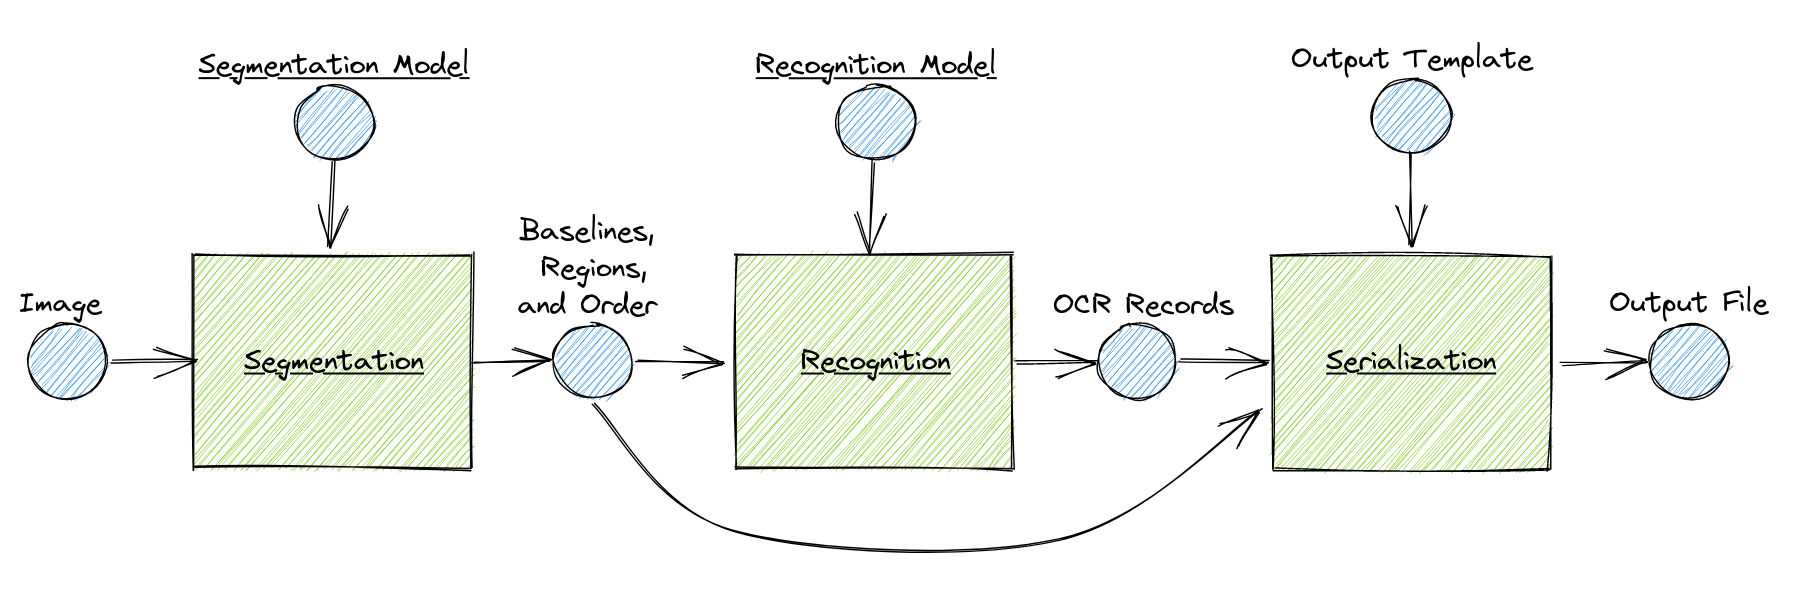 Segmentation Model
Recognition Model
Output Template
Baselines,
Regions,
and Order
Image
OCR Records
Output File
Segmentation
Recognition
Serialization